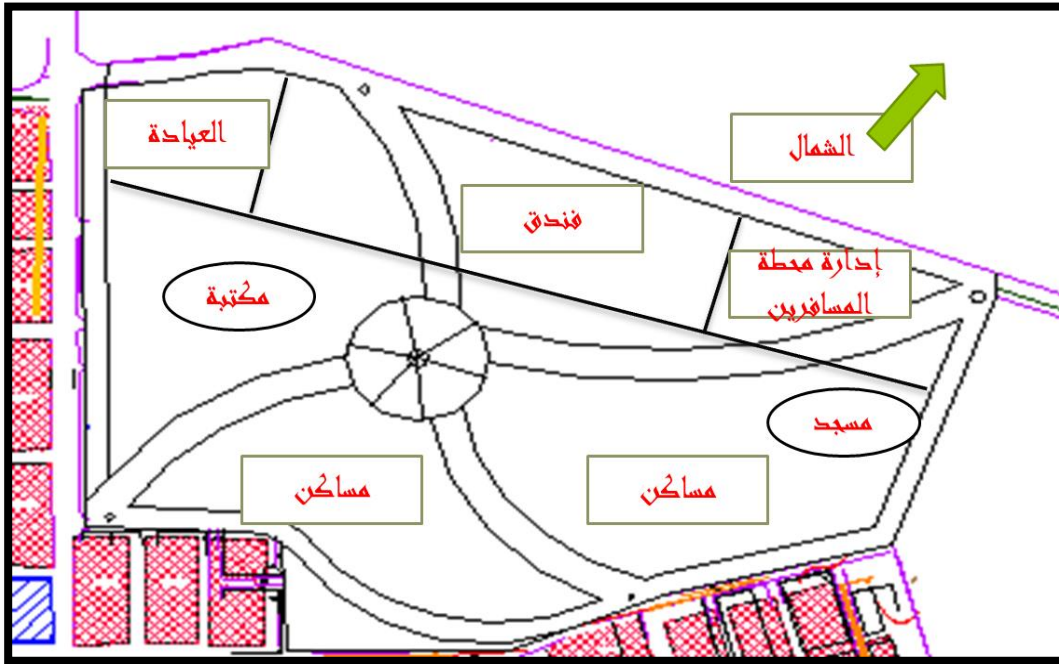 العيادة
الشمال
فندق
إدارة محطة
المسافرين
مكتبة
مسجد
مساكن
مساكن